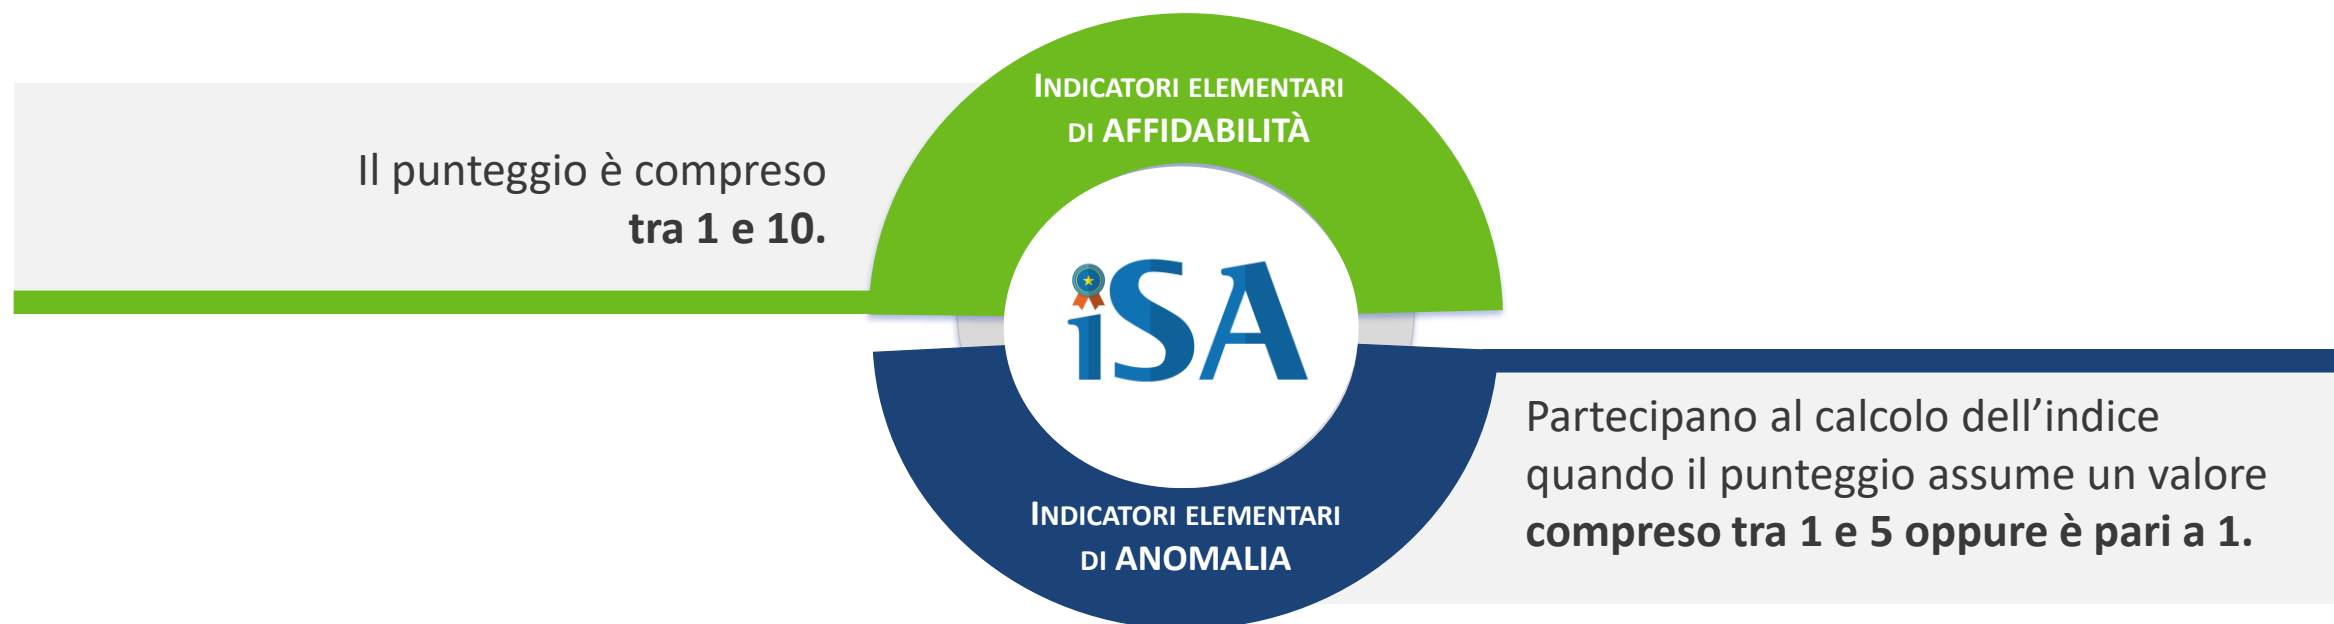 INDICATORI ELEMENTARI
DI AFFIDABILITÀ
Il punteggio è compreso
tra 1 e 10.
iSA
Partecipano al calcolo dell’indice
quando il punteggio assume un valore
compreso tra 1 e 5 oppure è pari a 1.
INDICATORI ELEMENTARI
DI ANOMALIA